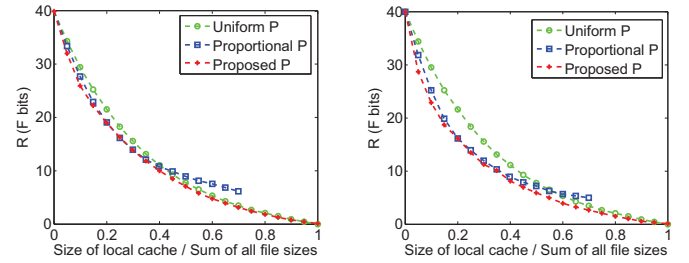 40
30
20
10
0
R (F bits)
Uniform P
Proportional P
Proposed P
0 0.2 0.4 0.6 0.8 1
Size of local cache / Sum of all file sizes
40
30
20
10
0
R (F bits)
Uniform P
Proportional P
Proposed P
0 0.2 0.4 0.6 0.8 1
Size of local cache / Sum of all file sizes